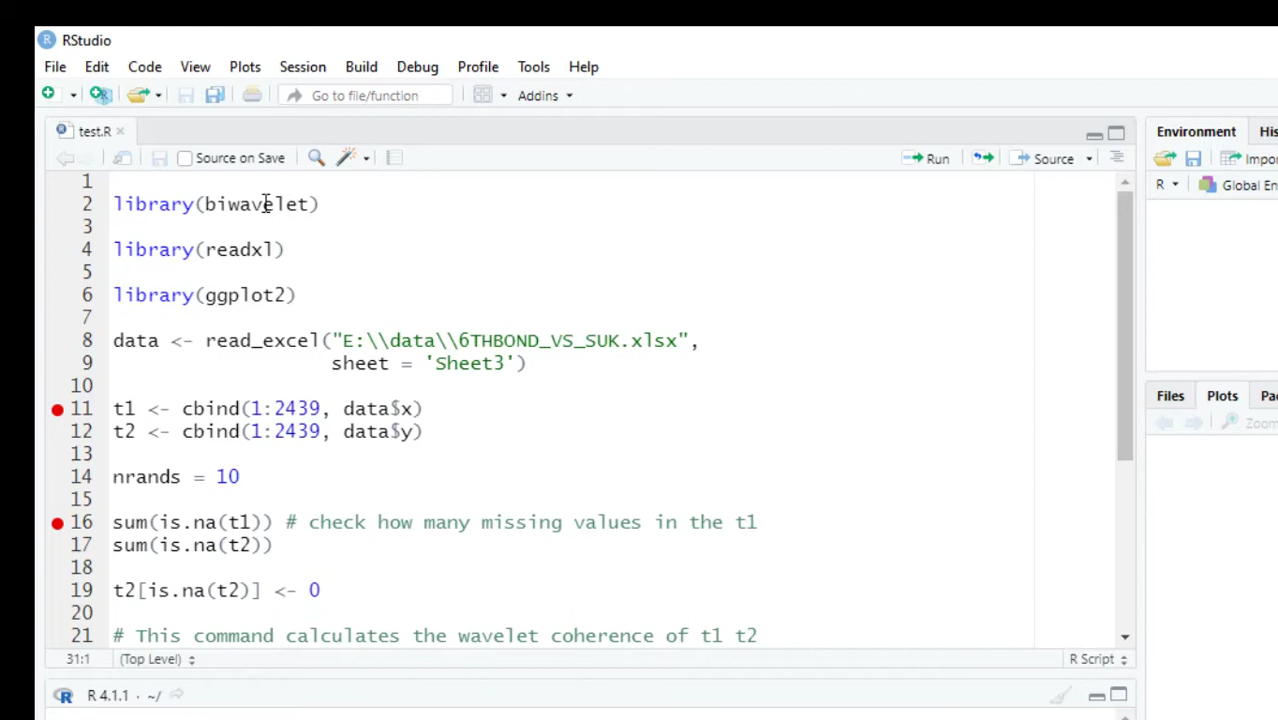 RStudio
File Edit Code View Plots Session Build Debug Profile Tools Help
Go to file/function Addins
test.R
Source on Save Run Source
1
2 library(biwavelet)
3
4 library(readxl)
5
6 library(ggplot2)
7
8 data <- read_excel("E:\\data\\6THBOND_VS_SUK.xlsx",
9 sheet = 'Sheet3')
10
11 t1 <- cbind(1:2439, data$x)
12 t2 <- cbind(1:2439, data$y)
13
14 nrands = 10
15
16 sum(is.na(t1)) # check how many missing values in the t1
17 sum(is.na(t2))
18
19 t2[is.na(t2)] <- 0
20
21 # This command calculates the wavelet coherence of t1 t2
31:1 (Top Level) R Script
R 4.1.1 · ~/
Environment His
Impor
R Global En
Files Plots Pa
Zoom